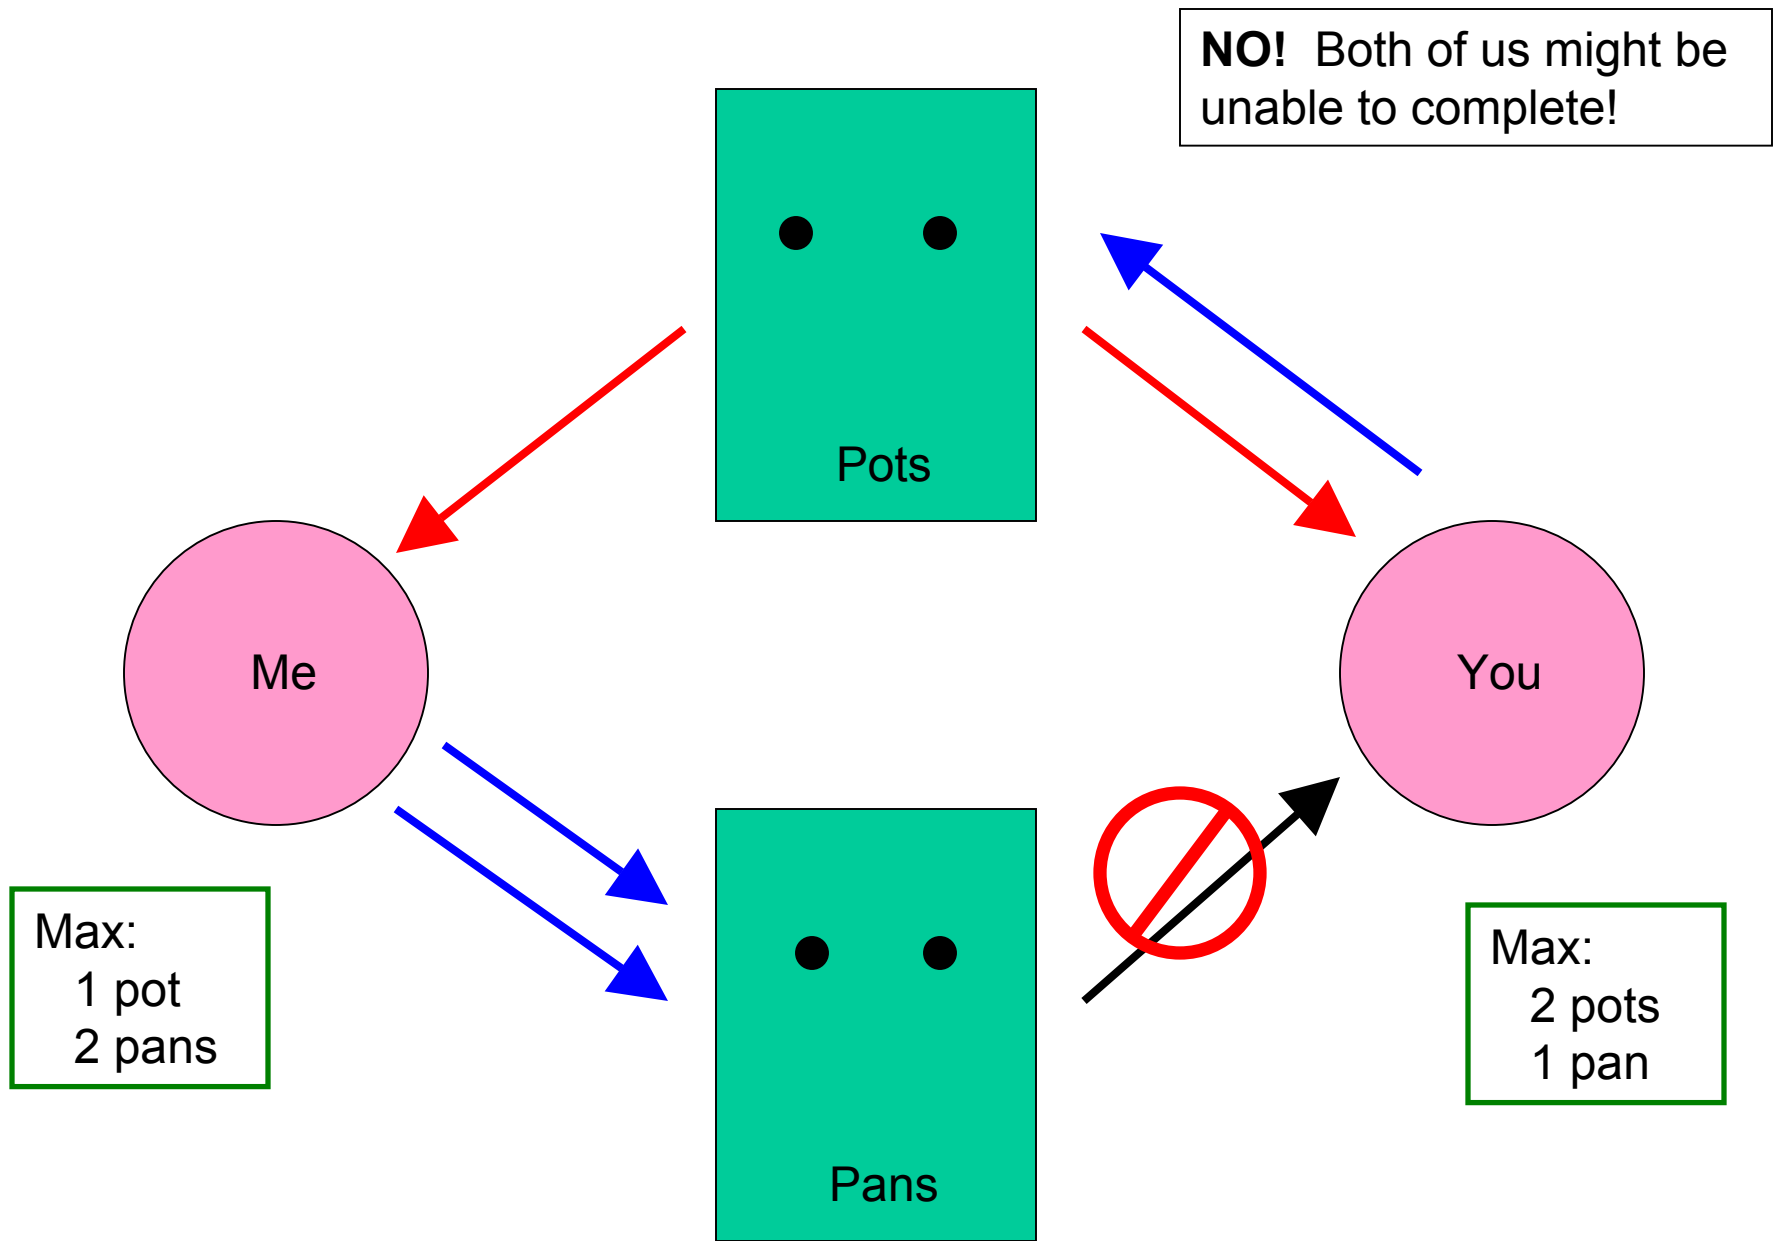 NO! Both of us might be
unable to complete!
Pots
Me
You
Max:
1 pot
2 pans
Max:
2 pots
1 pan
Pans